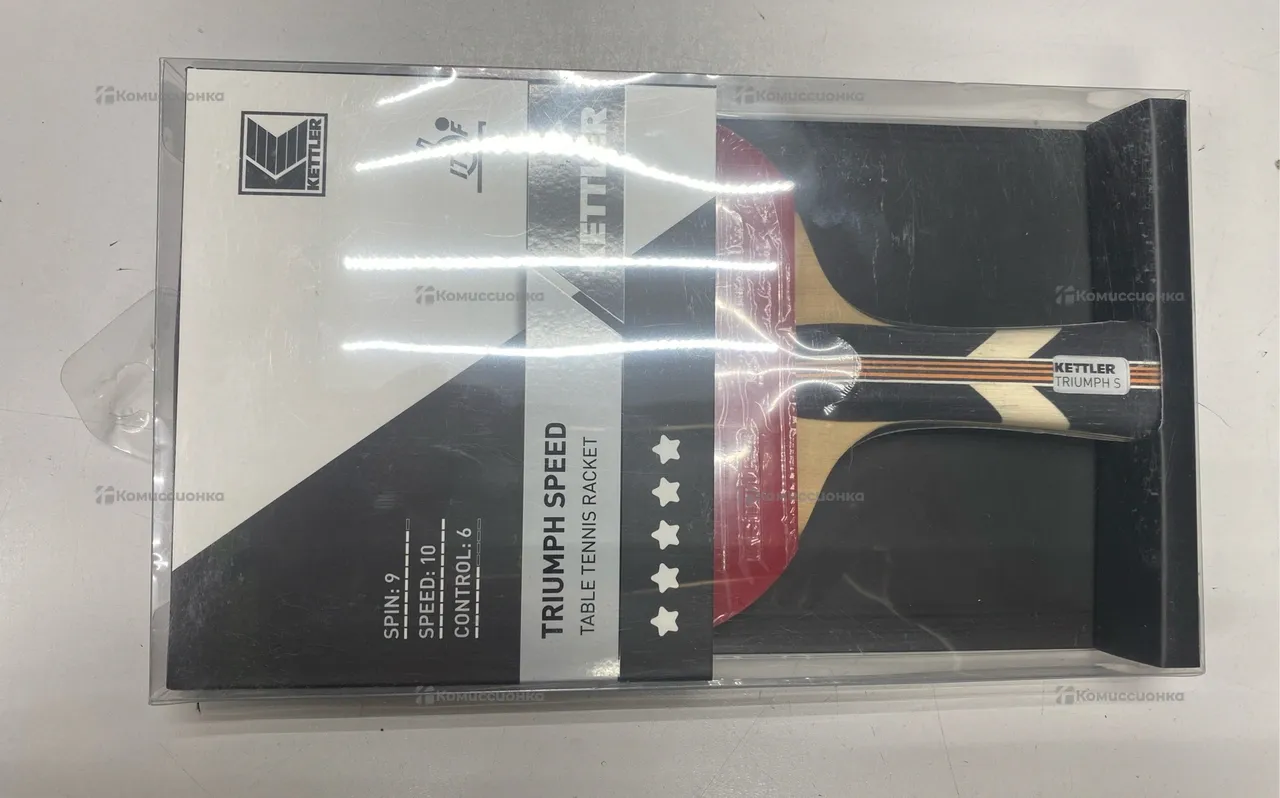 KETTLER
ITTF
KETTLER
TRIUMPH SPEED
TABLE TENNIS RACKET
SPIN: 9
SPEED: 10
CONTROL: 6
KETTLER
TRIUMPH S
Комиссионка
Комиссионка
Комиссионка
Комиссионка
Комиссионка
Комиссионка
Комиссионка
Комиссионка